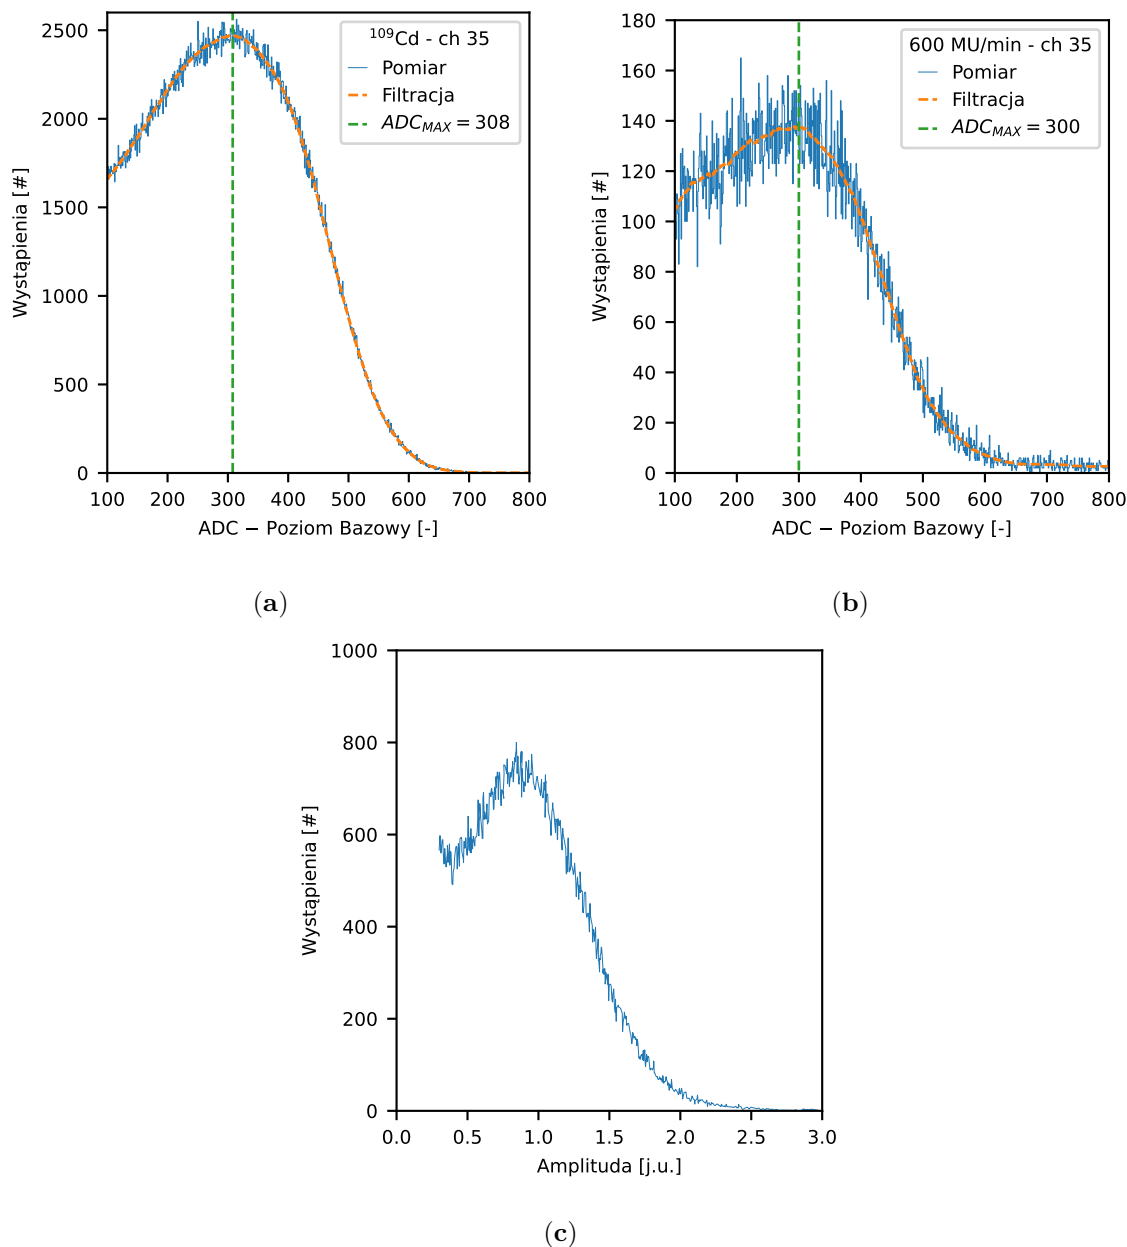 2500
2000
1500
1000
500
0
100 200 300 400 500 600 700 800
Wystąpienia [#]
ADC − Poziom Bazowy [-]
¹⁰⁹Cd - ch 35
Pomiar
Filtracja
ADC_MAX = 308
(a)
180
160
140
120
100
80
60
40
20
0
100 200 300 400 500 600 700 800
Wystąpienia [#]
ADC − Poziom Bazowy [-]
600 MU/min - ch 35
Pomiar
Filtracja
ADC_MAX = 300
(b)
1000
800
600
400
200
0
0.0 0.5 1.0 1.5 2.0 2.5 3.0
Wystąpienia [#]
Amplituda [j.u.]
(c)